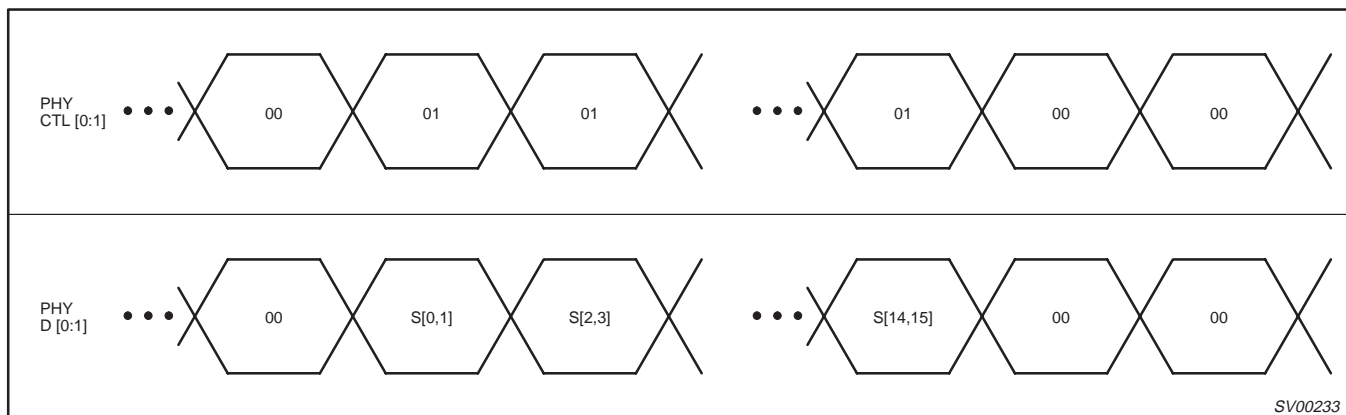 PHY
CTL [0:1]
00 01 01 01 00 00
PHY
D [0:1]
00 S[0,1] S[2,3] S[14,15] 00 00
SV00233